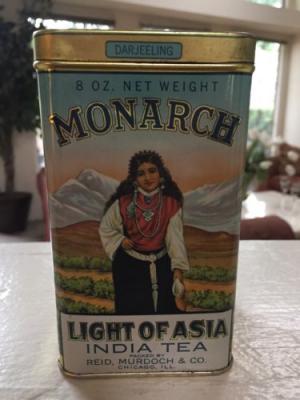 DARJEELING
8 OZ. NET WEIGHT
MONARCH
LIGHT OF ASIA
INDIA TEA
PACKED BY
REID, MURDOCH & CO.
CHICAGO, ILL.